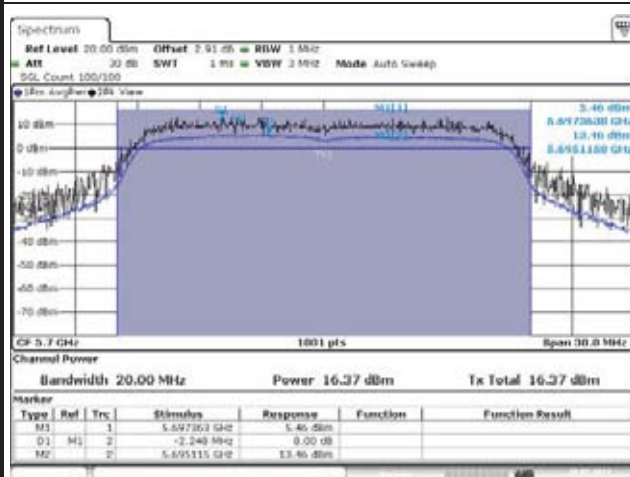 Spectrum
Ref Level 20.00 dBm Offset 2.91 dB RBW 1 MHz
Att 30 dB SWT 1 ms VBW 3 MHz Mode Auto Sweep
SGL Count 100/100
M1[1] 5.46 dBm
10 dBm
0 dBm
-10 dBm
-40 dBm
-50 dBm
-60 dBm
-70 dBm
CF 5.7 GHz 1001 pts Span 30.0 MHz
Channel Power
Bandwidth 20.00 MHz Power 16.37 dBm Tx Total 16.37 dBm
Marker
Type Ref Trc Stimulus Response Function Function Result
M1 1 5.697363 GHz 5.46 dBm
D1 M1 2 -2.248 MHz 8.00 dB
M2 2 5.695115 GHz 13.46 dBm